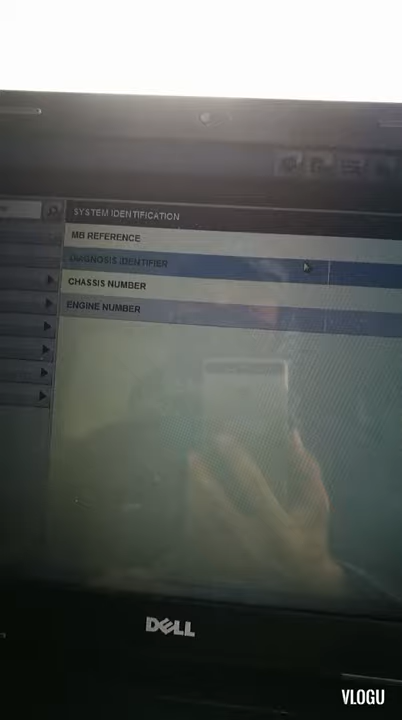 SYSTEM IDENTIFICATION
MB REFERENCE
DIAGNOSIS IDENTIFIER
CHASSIS NUMBER
ENGINE NUMBER
DELL
VLOGU